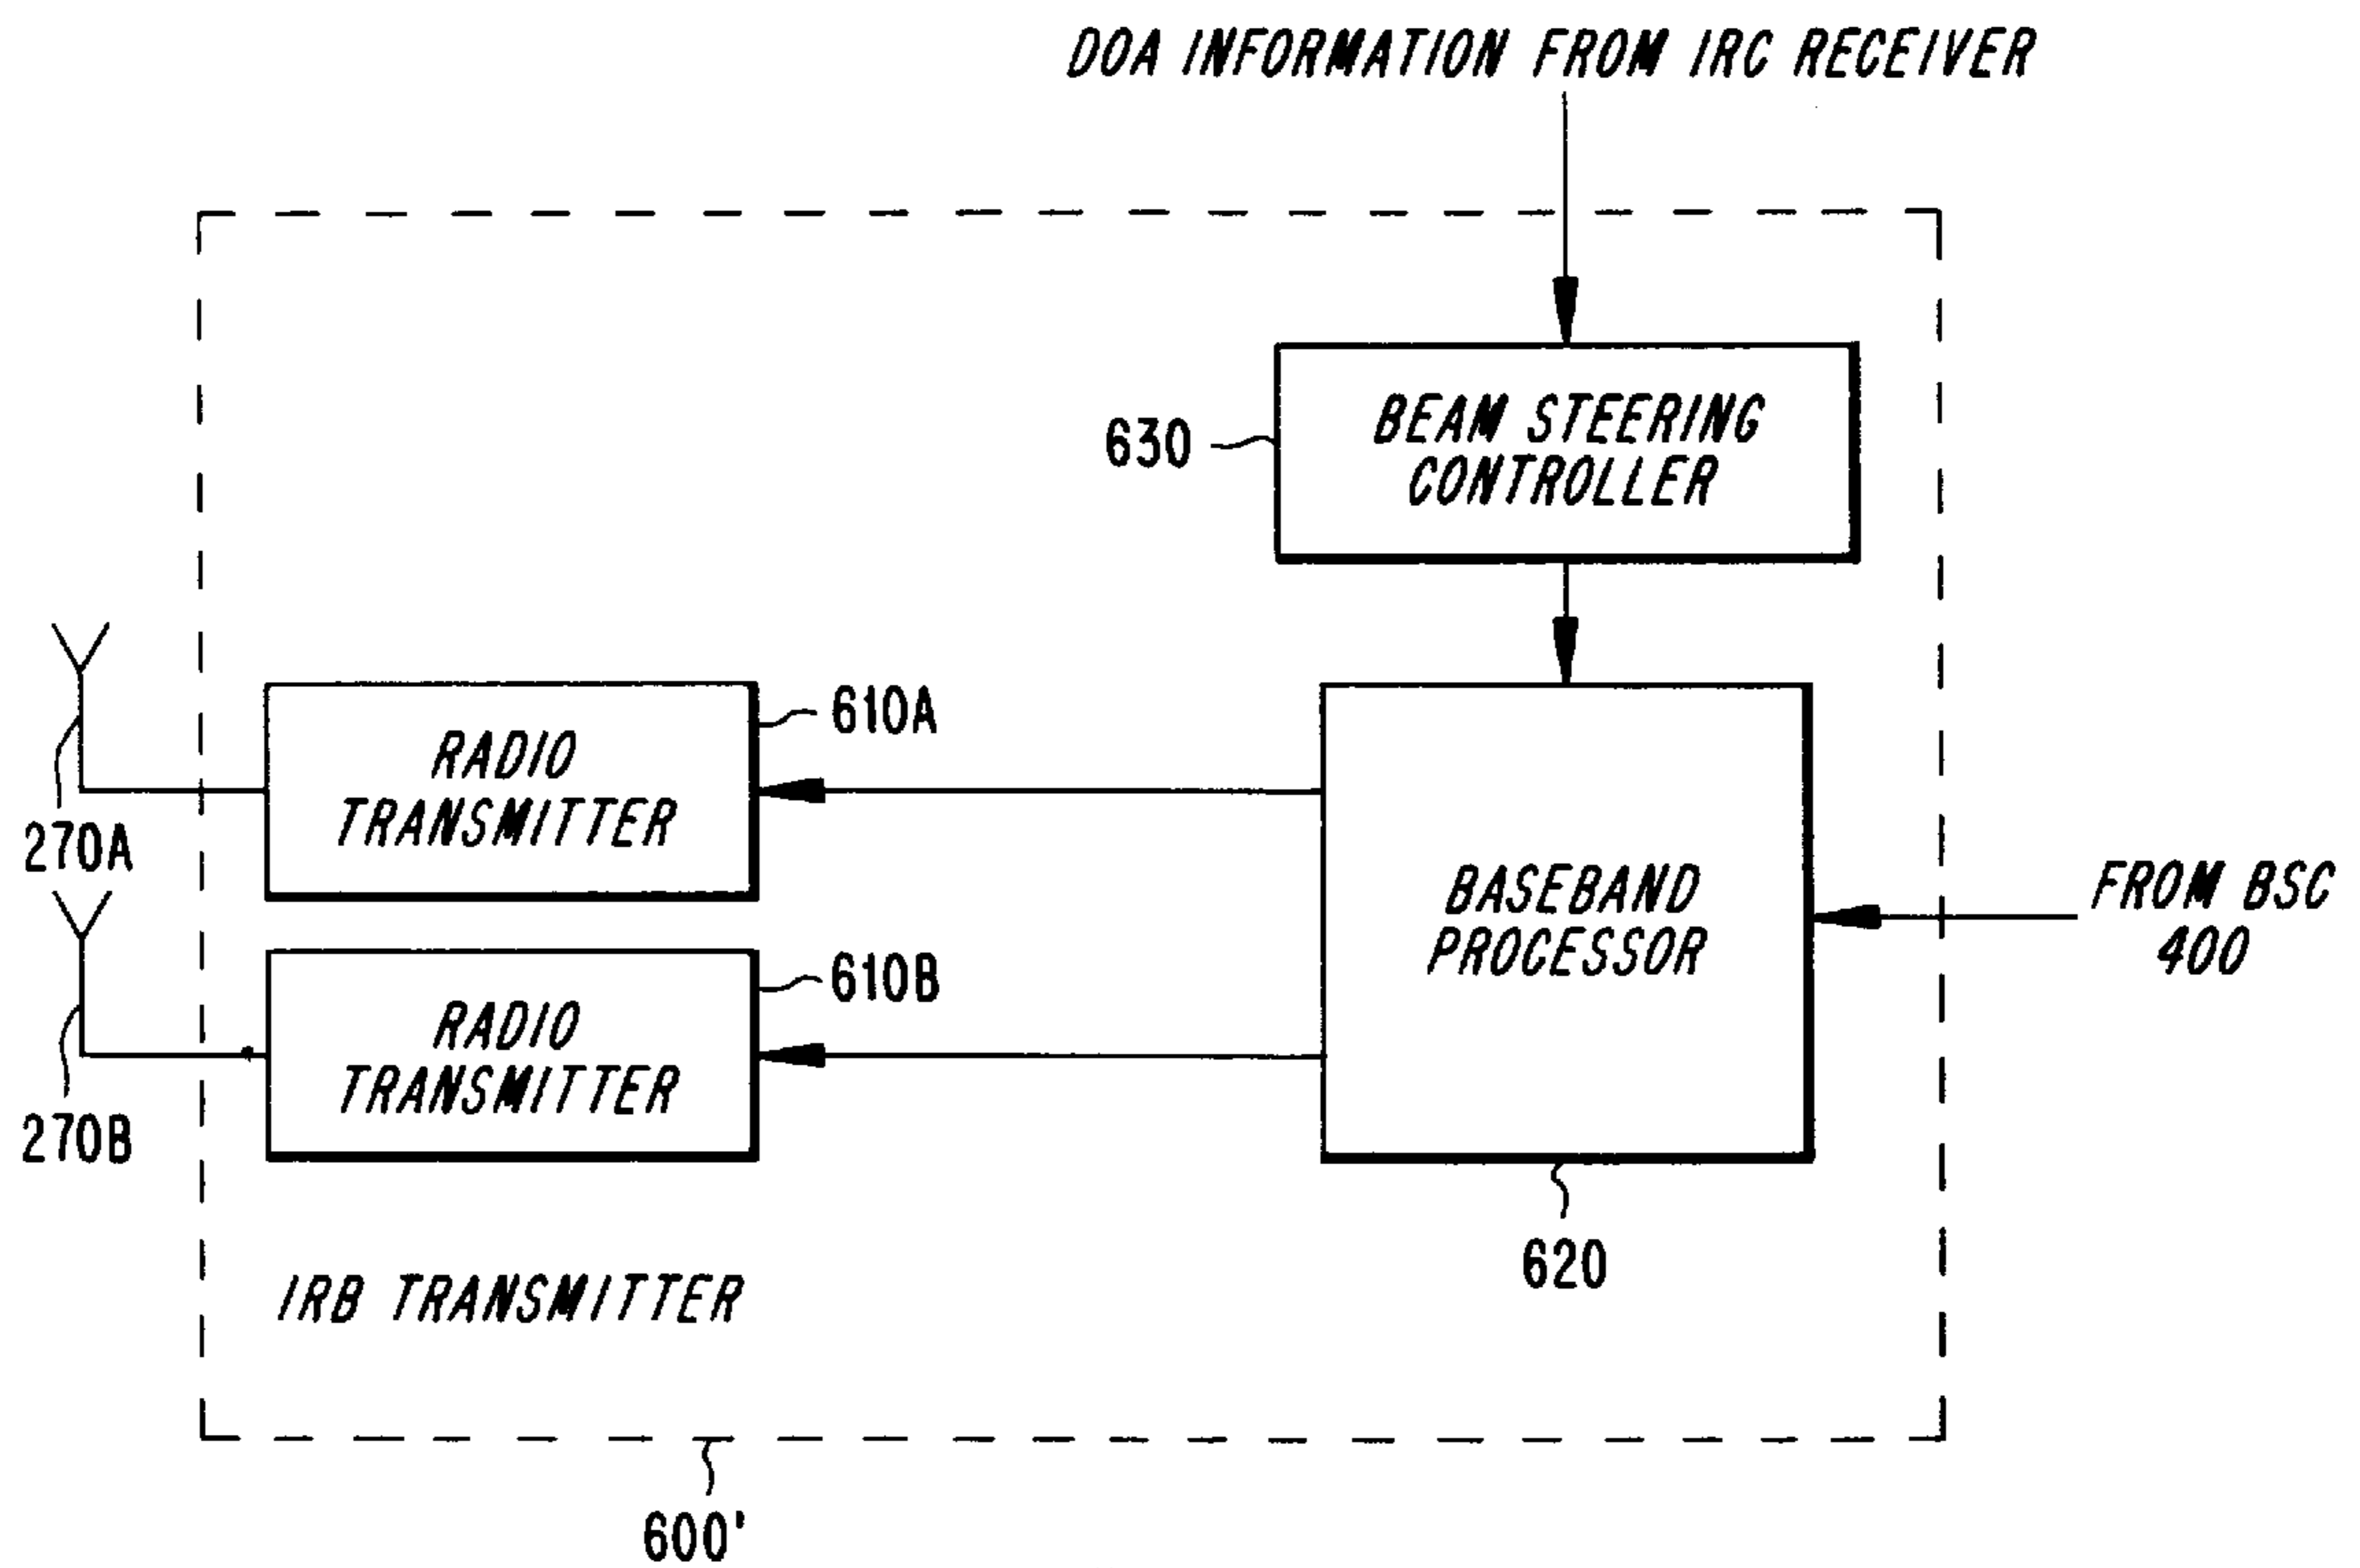 DOA INFORMATION FROM IRC RECEIVER
630
BEAM STEERING
CONTROLLER
610A
RADIO
TRANSMITTER
270A
BASEBAND
PROCESSOR
FROM BSC
400
610B
RADIO
TRANSMITTER
270B
620
IRB TRANSMITTER
600'